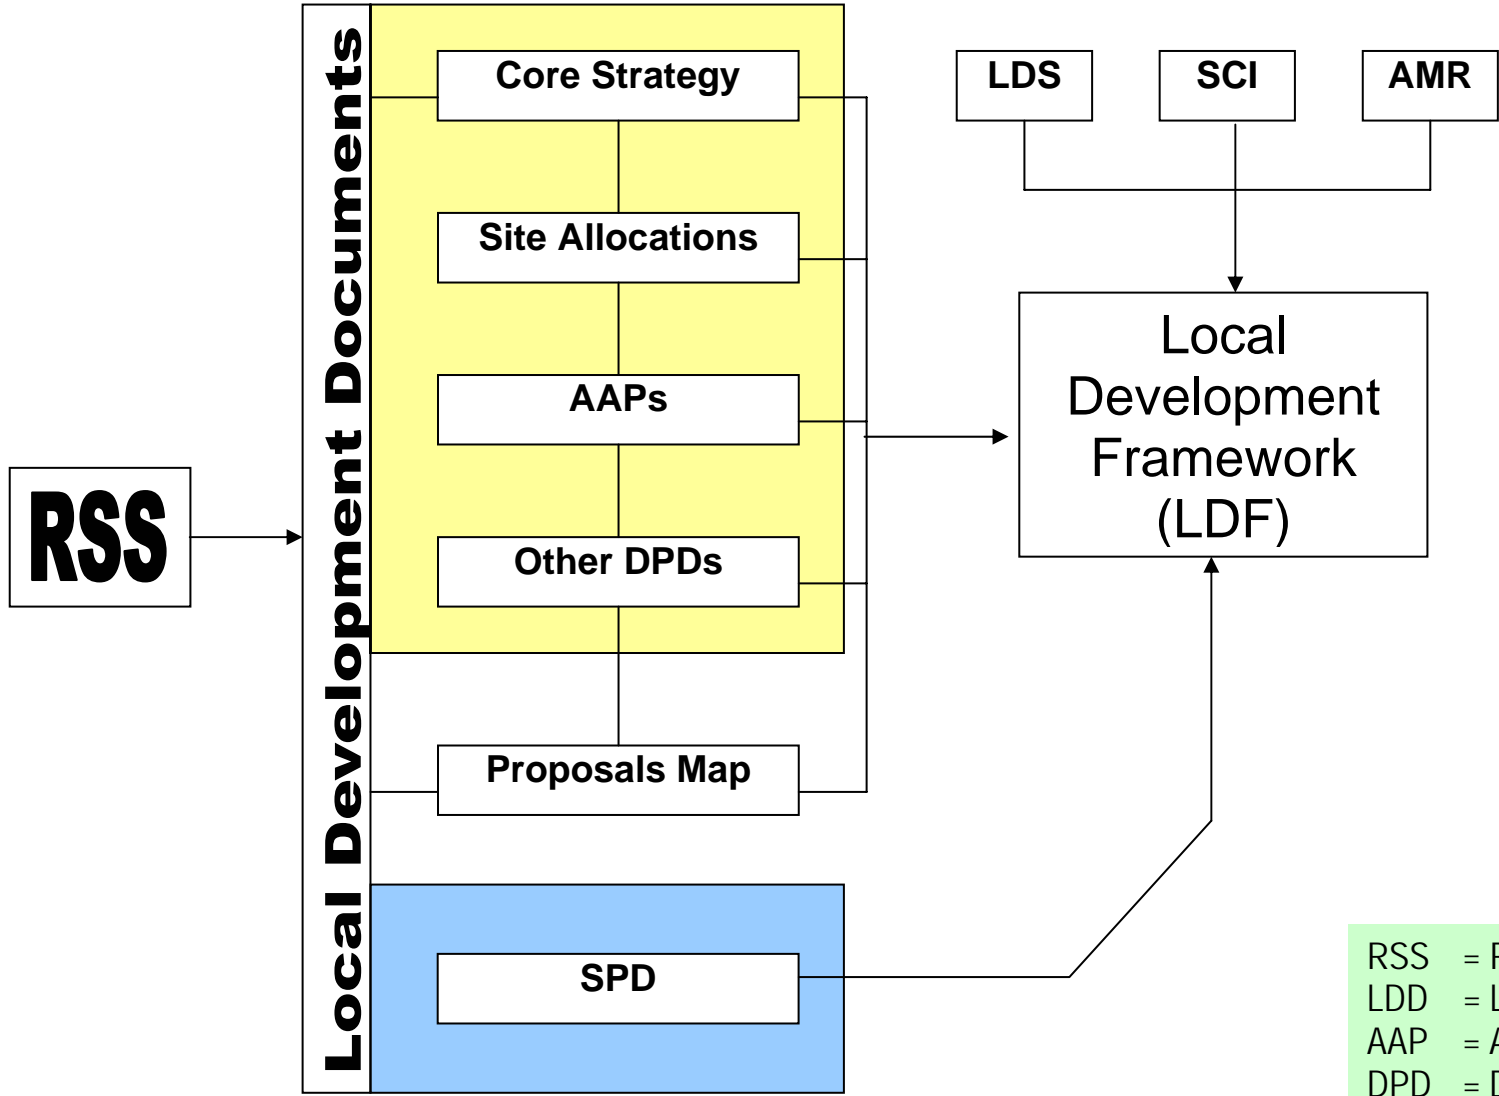 Local Development Documents
Core Strategy
Site Allocations
AAPs
Other DPDs
Proposals Map
SPD
RSS
LDS
SCI
AMR
Local
Development
Framework
(LDF)
RSS =
LDD =
AAP =
DPD =